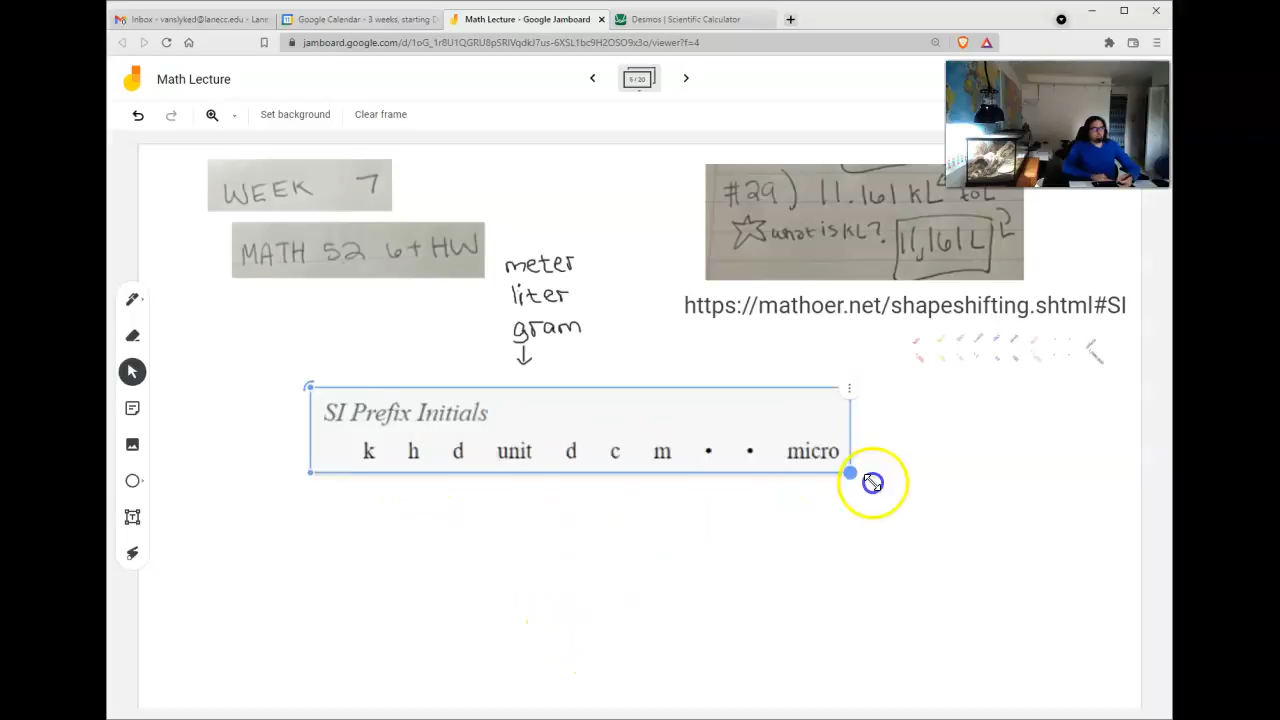 Inbox - vanslyked@lanecc.edu - Lane
Google Calendar - 3 weeks, starting D
Math Lecture - Google Jamboard
Desmos | Scientific Calculator
jamboard.google.com/d/1oG_1r8U1QGRU8pSRIVqdkJ7us-6XSL1bc9H2OSO9x3o/viewer?f=4
Math Lecture
5 / 20
Set background
Clear frame
WEEK 7
MATH 52 6+ HW
#29) 11.161 kL to L
what is kL? 11,161 L
meter
liter
gram
https://mathoer.net/shapeshifting.shtml#SI
SI Prefix Initials
k h d unit d c m • • micro